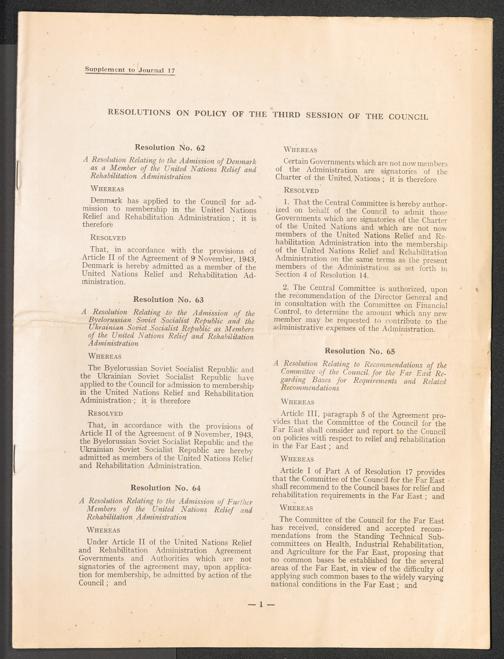 Supplement to Journal 17
RESOLUTIONS ON POLICY OF THE THIRD SESSION OF THE COUNCIL
Resolution No. 62
A Resolution Relating to the Admission of Denmark
as a Member of the United Nations Relief and
Rehabilitation Administration
WHEREAS
Denmark has applied to the Council for ad-
mission to membership in the United Nations
Relief and Rehabilitation Administration ; it is
therefore
RESOLVED
That, in accordance with the provisions of
Article II of the Agreement of 9 November, 1943,
Denmark is hereby admitted as a member of the
United Nations Relief and Rehabilitation Ad-
ministration.
Resolution No. 63
A Resolution Relating to the Admission of the
Byelorussian Soviet Socialist Republic and the
Ukrainian Soviet Socialist Republic as Members
of the United Nations Relief and Rehabilitation
Administration
WHEREAS
The Byelorussian Soviet Socialist Republic and
the Ukrainian Soviet Socialist Republic have
applied to the Council for admission to membership
in the United Nations Relief and Rehabilitation
Administration ; it is therefore
RESOLVED
That, in accordance with the provisions of
Article II of the Agreement of 9 November, 1943,
the Byelorussian Soviet Socialist Republic and the
Ukrainian Soviet Socialist Republic are hereby
admitted as members of the United Nations Relief
and Rehabilitation Administration.
Resolution No. 64
A Resolution Relating to the Admission of Further
Members of the United Nations Relief and
Rehabilitation Administration
WHEREAS
Under Article II of the United Nations Relief
and Rehabilitation Administration Agreement
Governments and Authorities which are not
signatories of the agreement may, upon applica-
tion for membership, be admitted by action of the
Council ; and
WHEREAS
Certain Governments which are not now members
of the Administration are signatories of the
Charter of the United Nations ; it is therefore
RESOLVED
1. That the Central Committee is hereby author-
ized on behalf of the Council to admit those
Governments which are signatories of the Charter
of the United Nations and which are not now
members of the United Nations Relief and Re-
habilitation Administration into the membership
of the United Nations Relief and Rehabilitation
Administration on the same terms as the present
members of the Administration as set forth in
Section 4 of Resolution 14.
2. The Central Committee is authorized, upon
the recommendation of the Director General and
in consultation with the Committee on Financial
Control, to determine the amount which any new
member may be requested to contribute to the
administrative expenses of the Administration.
Resolution No. 65
A Resolution Relating to Recommendations of the
Committee of the Council for the Far East Re-
garding Bases for Requirements and Related
Recommendations
WHEREAS
Article III, paragraph 5 of the Agreement pro-
vides that the Committee of the Council for the
Far East shall consider and report to the Council
on policies with respect to relief and rehabilitation
in the Far East ; and
WHEREAS
Article I of Part A of Resolution 17 provides
that the Committee of the Council for the Far East
shall recommend to the Council bases for relief and
rehabilitation requirements in the Far East ; and
WHEREAS
The Committee of the Council for the Far East
has received, considered and accepted recom-
mendations from the Standing Technical Sub-
committees on Health, Industrial Rehabilitation,
and Agriculture for the Far East, proposing that
no common bases be established for the several
areas of the Far East, in view of the difficulty of
applying such common bases to the widely varying
national conditions in the Far East ; and
— 1 —